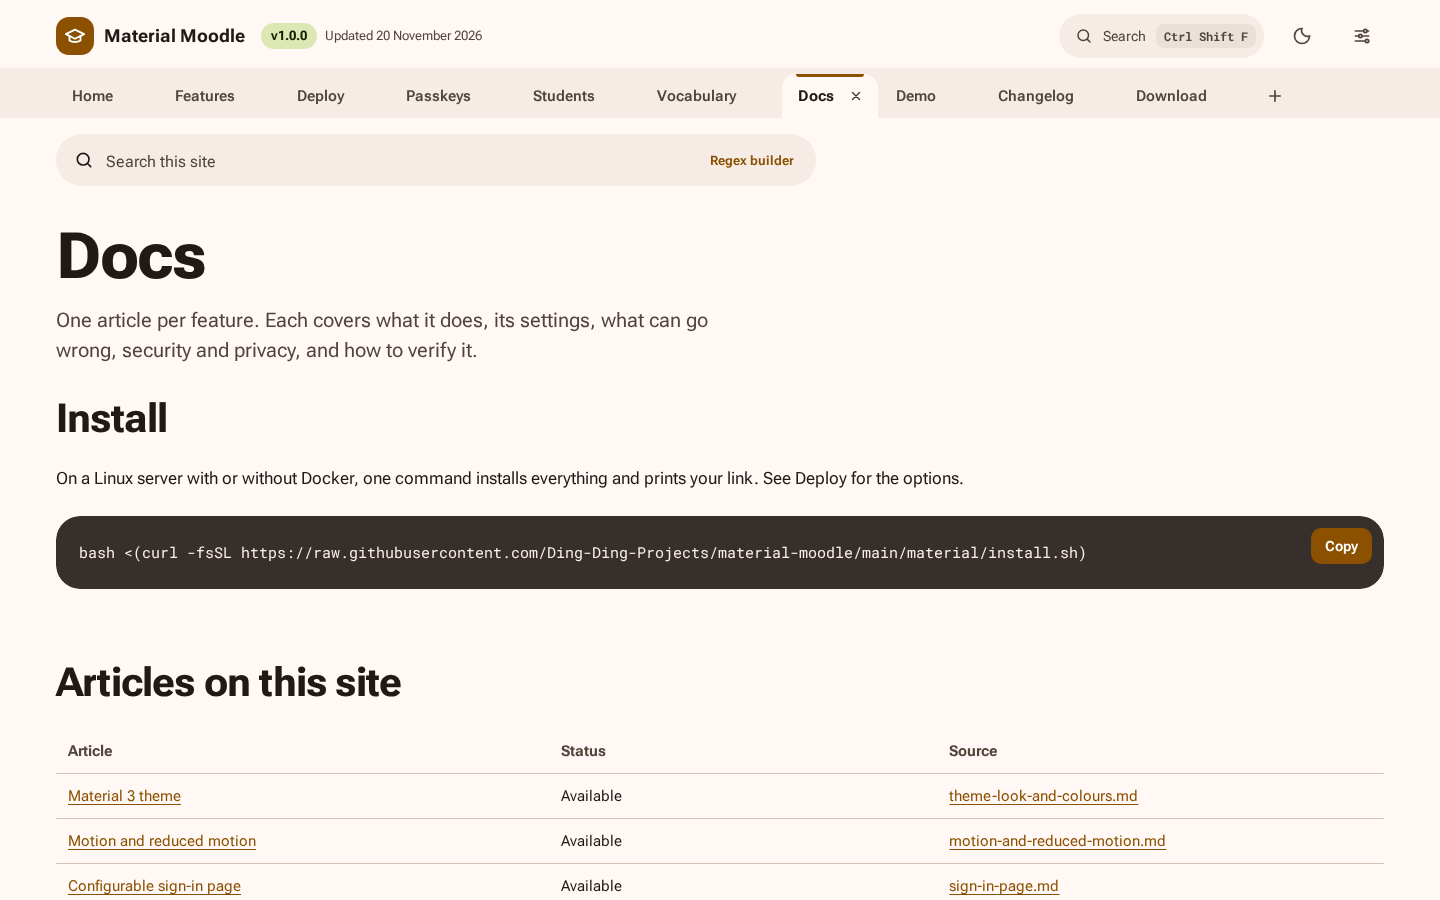 Material Moodle v1.0.0 Updated 20 November 2026 Search Ctrl Shift F
Home Features Deploy Passkeys Students Vocabulary Docs Demo Changelog Download
Search this site Regex builder
Docs
One article per feature. Each covers what it does, its settings, what can go
wrong, security and privacy, and how to verify it.
Install
On a Linux server with or without Docker, one command installs everything and prints your link. See Deploy for the options.
bash <(curl -fsSL https://raw.githubusercontent.com/Ding-Ding-Projects/material-moodle/main/material/install.sh) Copy
Articles on this site
Article Status Source
Material 3 theme Available theme-look-and-colours.md
Motion and reduced motion Available motion-and-reduced-motion.md
Configurable sign-in page Available sign-in-page.md